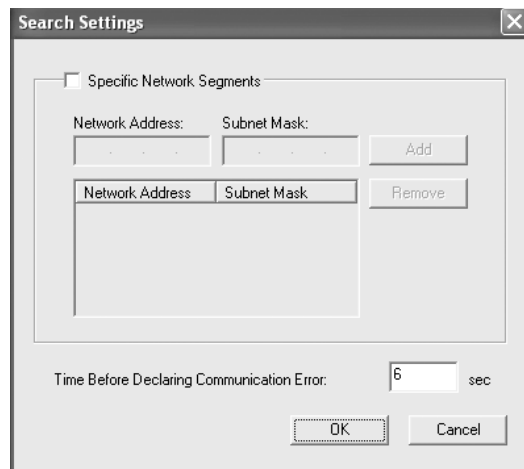 Search Settings
Specific Network Segments
Network Address: Subnet Mask:
Add
Network Address Subnet Mask
Remove
Time Before Declaring Communication Error: 6 sec
OK Cancel